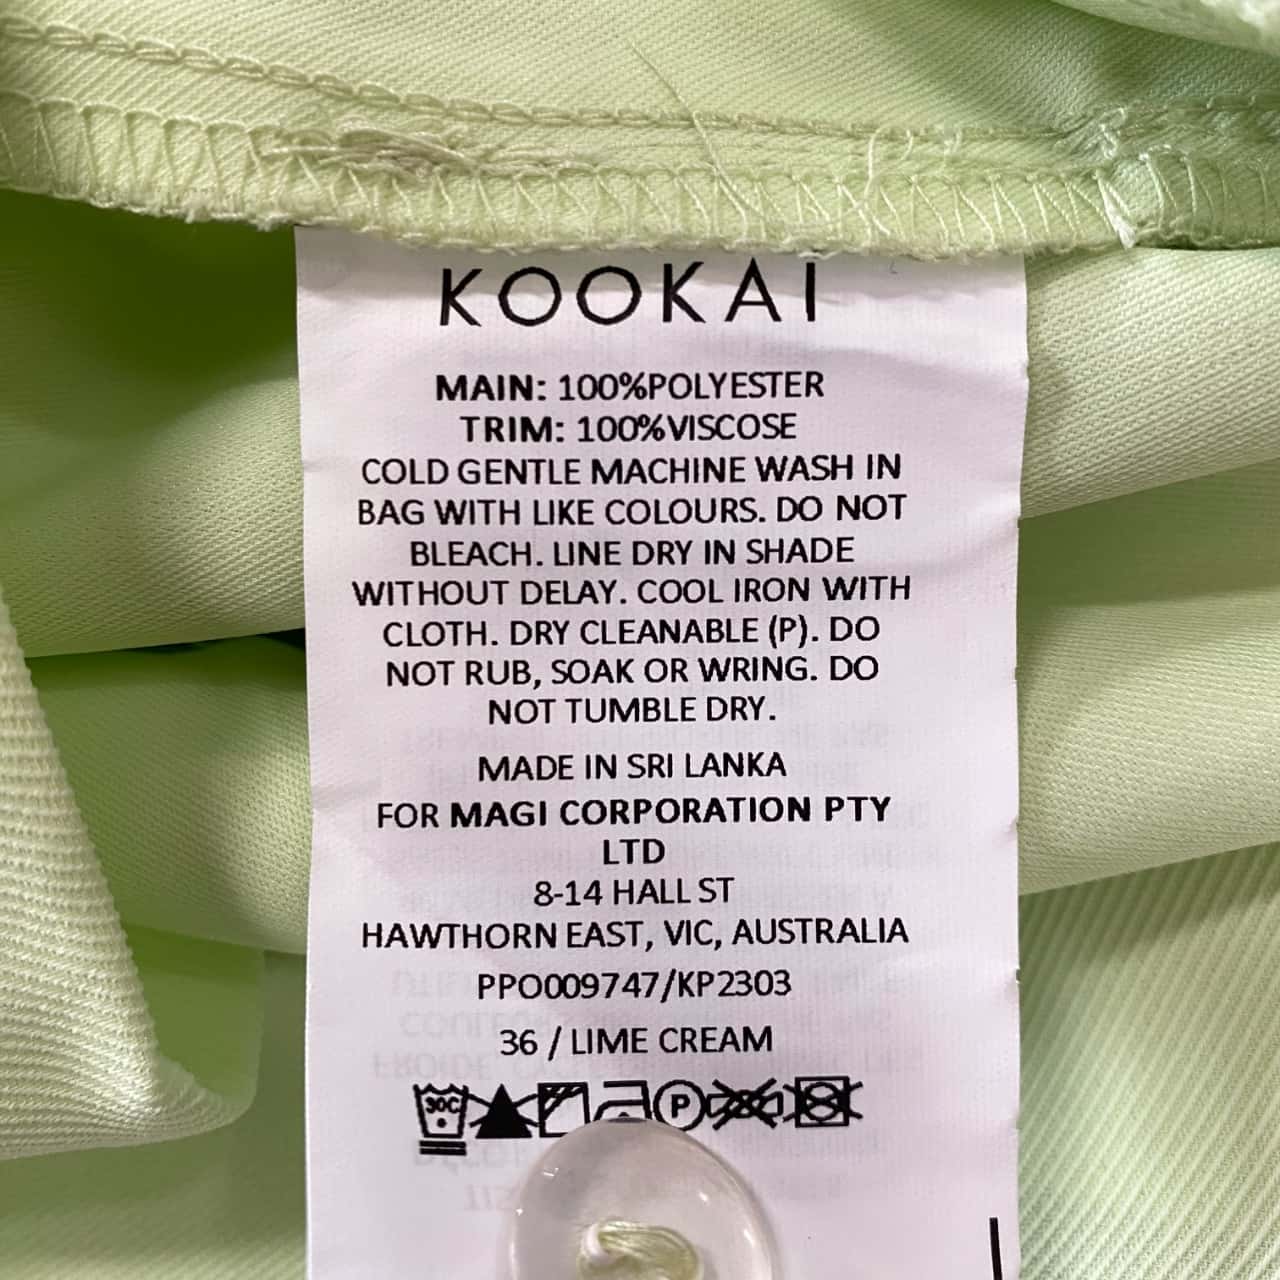 KOOKAI
MAIN: 100%POLYESTER
TRIM: 100%VISCOSE
COLD GENTLE MACHINE WASH IN
BAG WITH LIKE COLOURS. DO NOT
BLEACH. LINE DRY IN SHADE
WITHOUT DELAY. COOL IRON WITH
CLOTH. DRY CLEANABLE (P). DO
NOT RUB, SOAK OR WRING. DO
NOT TUMBLE DRY.
MADE IN SRI LANKA
FOR MAGI CORPORATION PTY
LTD
8-14 HALL ST
HAWTHORN EAST, VIC, AUSTRALIA
PPO009747/KP2303
36 / LIME CREAM
30C P